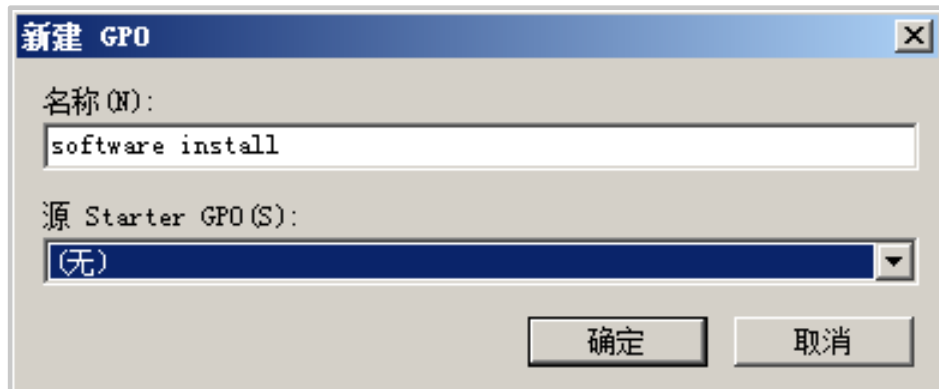 新建 GPO
名称(N):
software install
源 Starter GPO(S):
(无)
确定 取消